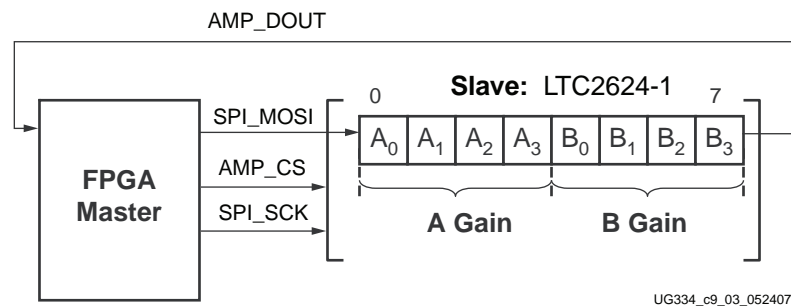 AMP_DOUT
Slave: LTC2624-1
0 7
SPI_MOSI
A0 A1 A2 A3 B0 B1 B2 B3
AMP_CS
FPGA
Master
SPI_SCK
A Gain B Gain
UG334_c9_03_052407